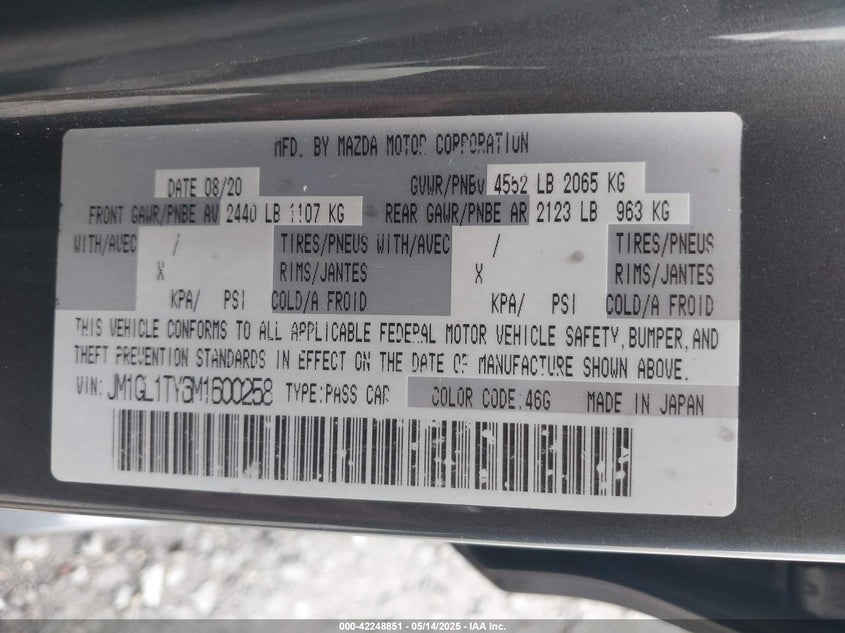 MFD. BY MAZDA MOTOR CORPORATION
DATE 08/20 GVWR/PNBV 4552 LB 2065 KG
FRONT GAWR/PNBE AV 2440 LB 1107 KG REAR GAWR/PNBE AR 2123 LB 963 KG
WITH/AVEC / TIRES/PNEUS WITH/AVEC / TIRES/PNEUS
X RIMS/JANTES X RIMS/JANTES
KPA/ PSI COLD/A FROID KPA/ PSI COLD/A FROID
THIS VEHICLE CONFORMS TO ALL APPLICABLE FEDERAL MOTOR VEHICLE SAFETY, BUMPER, AND
THEFT PREVENTION STANDARDS IN EFFECT ON THE DATE OF MANUFACTURE SHOWN ABOVE.
VIN: JM1GL1TY6M1600258 TYPE:PASS CAR COLOR CODE:46G MADE IN JAPAN
000-42248851 - 05/14/2025 - IAA Inc.